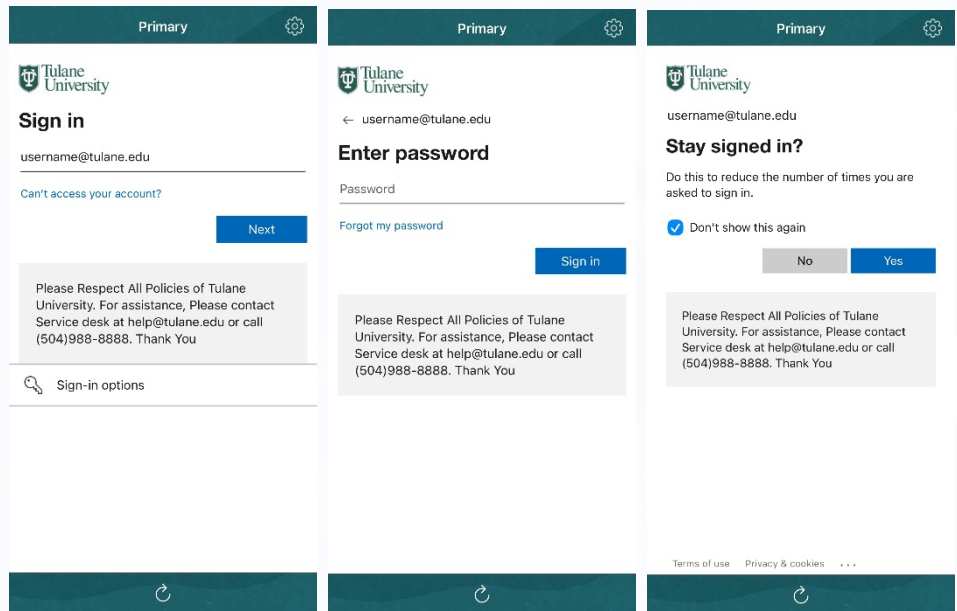 Primary
Tulane
University
Sign in
username@tulane.edu
Can't access your account?
Next
Please Respect All Policies of Tulane
University. For assistance, Please contact
Service desk at help@tulane.edu or call
(504)988-8888. Thank You
Sign-in options
Primary
Tulane
University
← username@tulane.edu
Enter password
Password
Forgot my password
Sign in
Please Respect All Policies of Tulane
University. For assistance, Please contact
Service desk at help@tulane.edu or call
(504)988-8888. Thank You
Primary
Tulane
University
username@tulane.edu
Stay signed in?
Do this to reduce the number of times you are
asked to sign in.
Don't show this again
No Yes
Please Respect All Policies of Tulane
University. For assistance, Please contact
Service desk at help@tulane.edu or call
(504)988-8888. Thank You
Terms of use Privacy & cookies ...